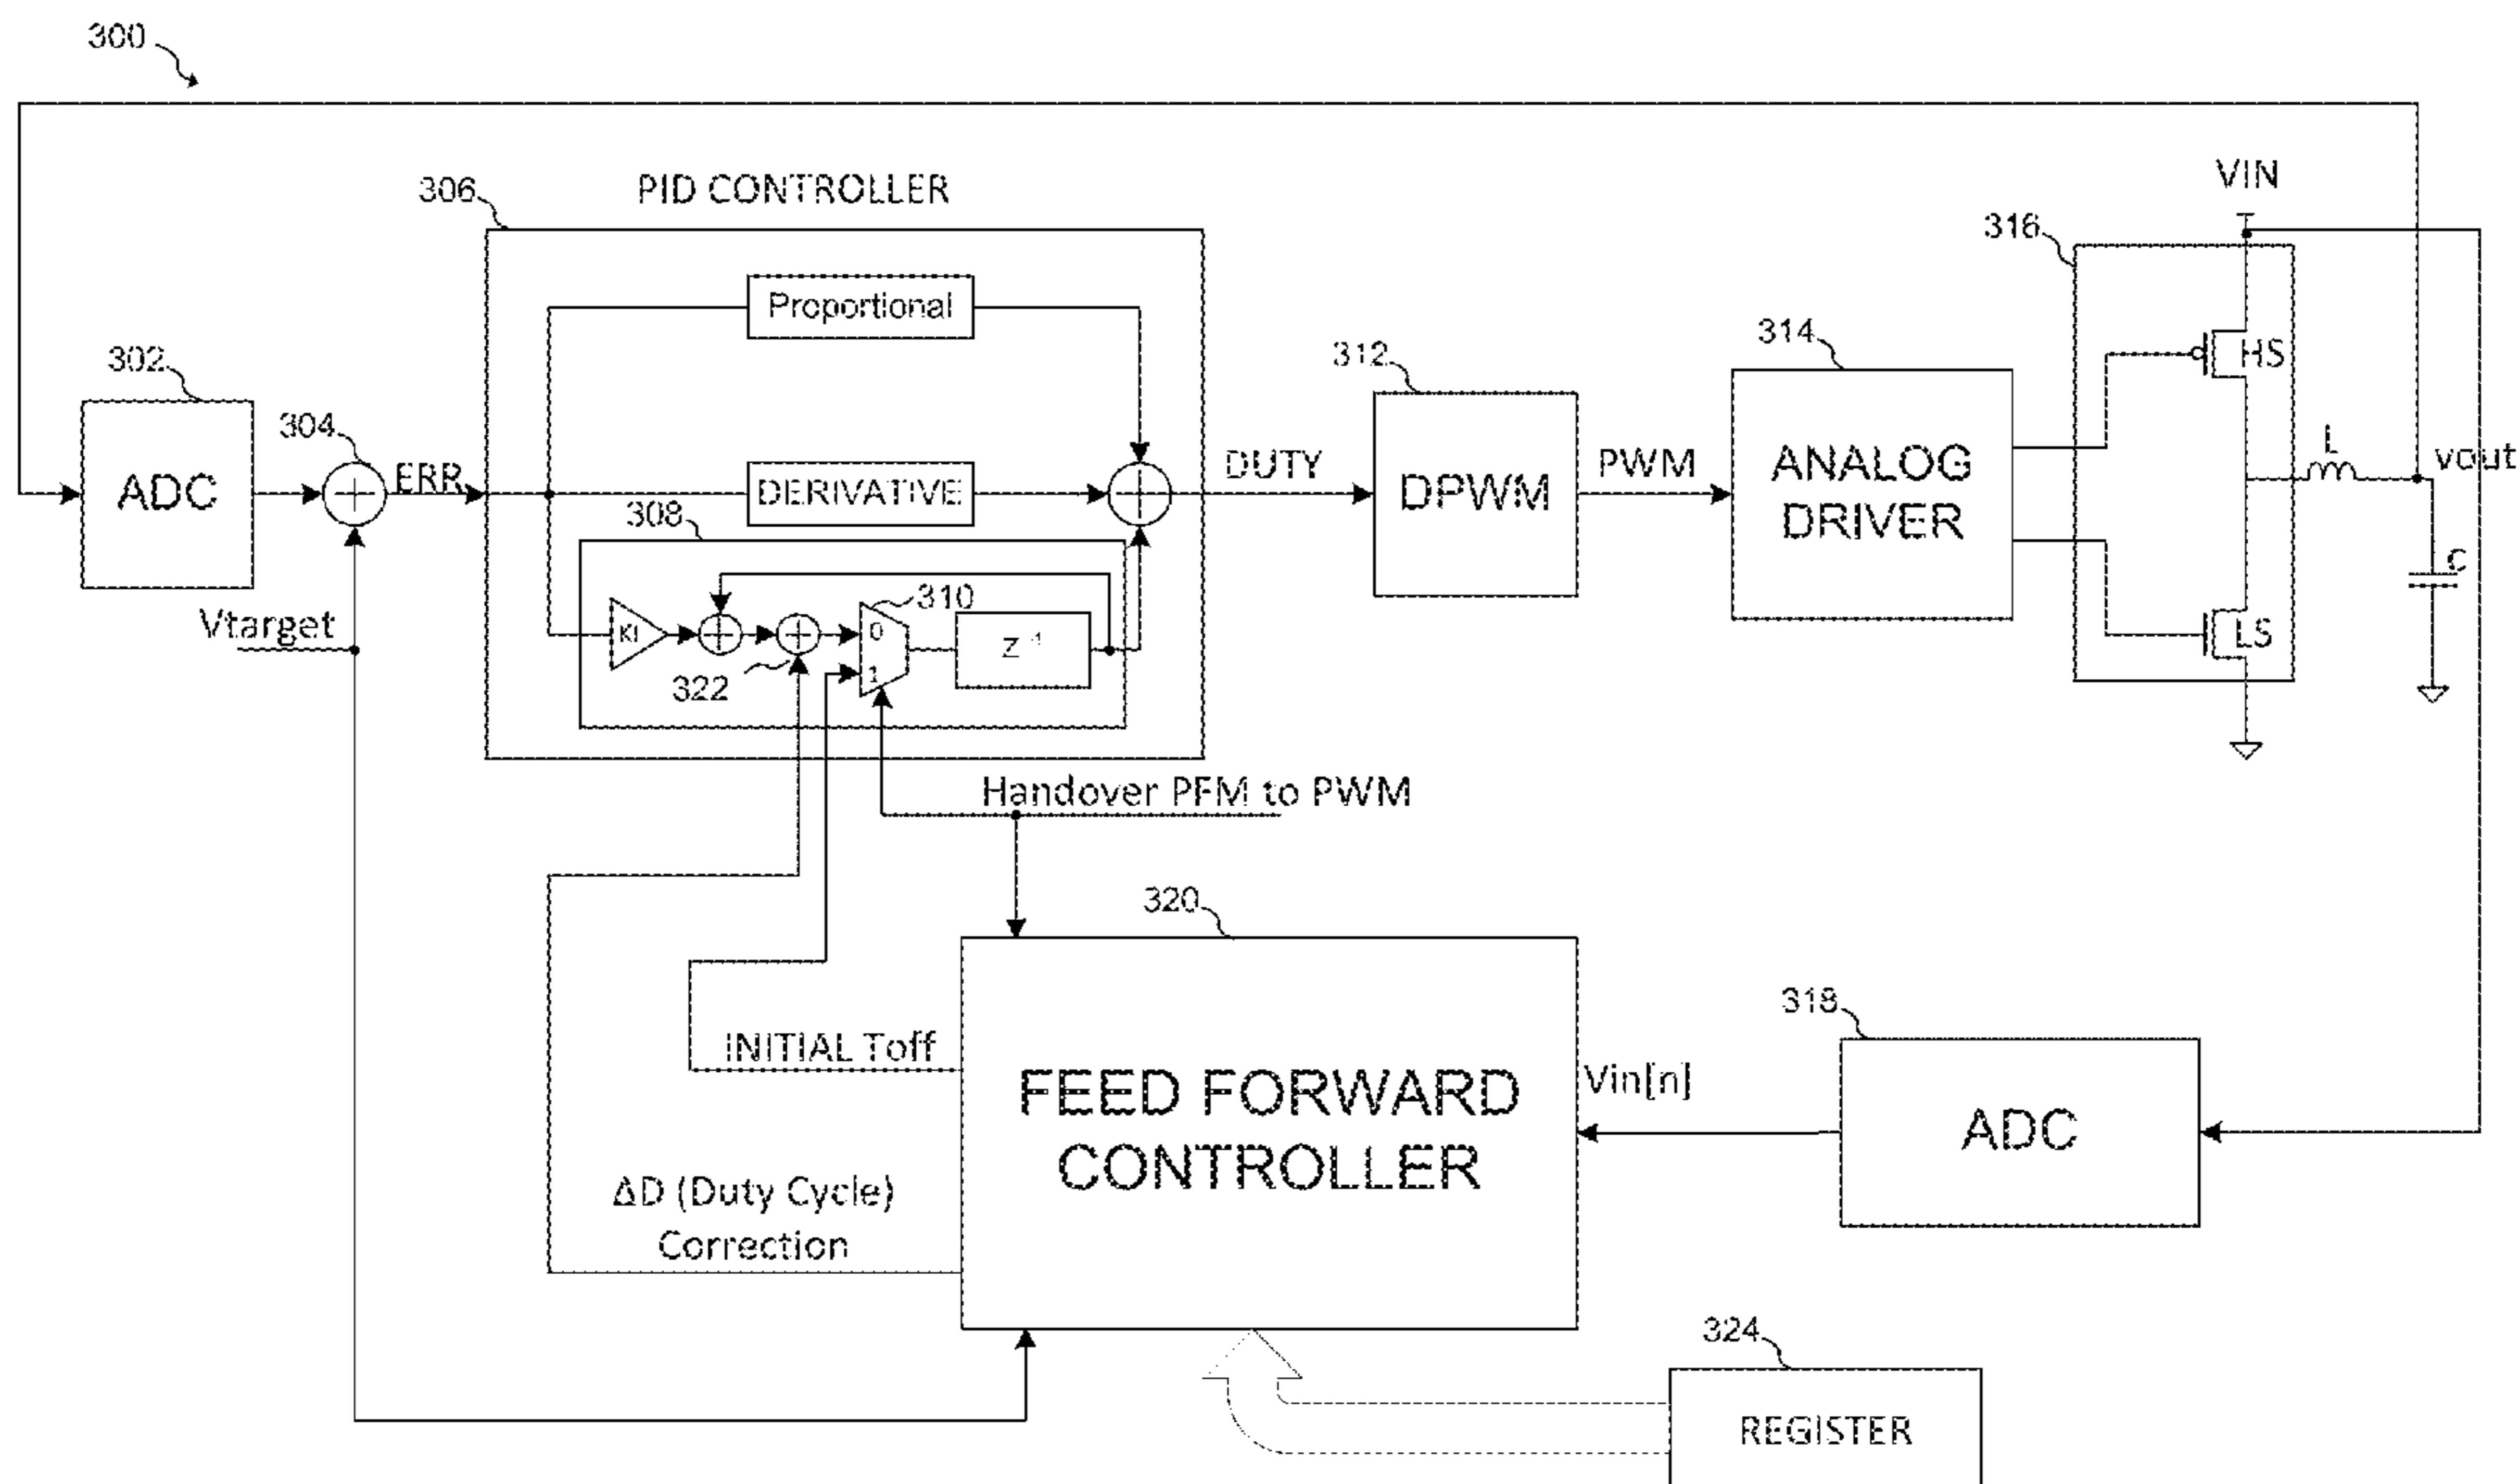 300
VIN
306
PID CONTROLLER
316
Proportional
314
HS
302
312
304
L
ERR
DUTY
PWM
vout
ADC
DERIVATIVE
DPWM
ANALOG
DRIVER
308
C
310
Vtarget
KI
0
1
Z⁻¹
LS
322
Handover PFM to PWM
320
318
INITIAL Toff
Vin[n]
FEED FORWARD
CONTROLLER
ADC
ΔD (Duty Cycle)
Correction
324
REGISTER